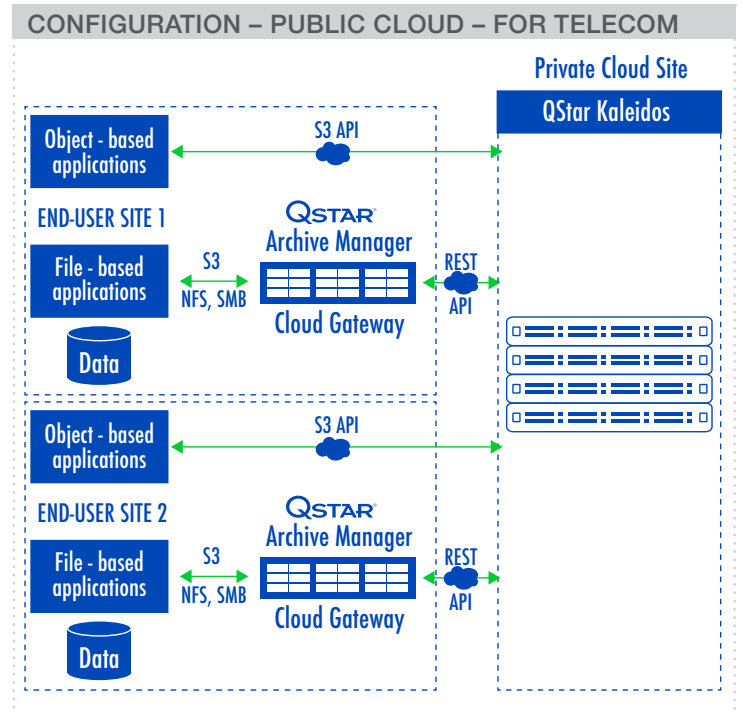 CONFIGURATION – PUBLIC CLOUD – FOR TELECOM
Private Cloud Site
QStar Kaleidos
Object - based
applications
S3 API
END-USER SITE 1
QSTAR
Archive Manager
File - based
applications
S3
NFS, SMB
REST
API
Cloud Gateway
Data
Object - based
applications
S3 API
END-USER SITE 2
QSTAR
Archive Manager
File - based
applications
S3
NFS, SMB
REST
API
Cloud Gateway
Data